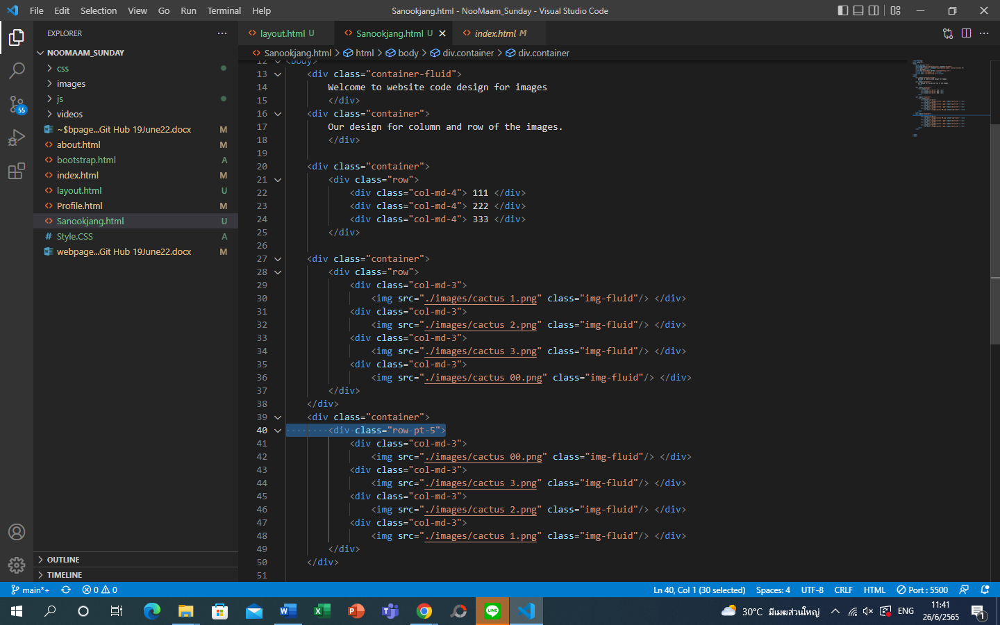 File Edit Selection View Go Run Terminal Help
Sanookjang.html - NooMaam_Sunday - Visual Studio Code
EXPLORER
NOOMAAM_SUNDAY
css
images
js
videos
~$bpage...Git Hub 19June22.docx M
about.html M
bootstrap.html A
index.html M
layout.html U
Profile.html M
Sanookjang.html U
# Style.CSS A
webpage...Git Hub 19June22.docx M
OUTLINE
TIMELINE
55
layout.html U Sanookjang.html U index.html M
Sanookjang.html > html > body > div.container > div.container
12 <body>
13 <div class="container-fluid">
14 Welcome to website code design for images
15 </div>
16 <div class="container">
17 Our design for column and row of the images.
18 </div>
19
20 <div class="container">
21 <div class="row">
22 <div class="col-md-4"> 111 </div>
23 <div class="col-md-4"> 222 </div>
24 <div class="col-md-4"> 333 </div>
25 </div>
26
27 <div class="container">
28 <div class="row">
29 <div class="col-md-3">
30 <img src="./images/cactus 1.png" class="img-fluid"/> </div>
31 <div class="col-md-3">
32 <img src="./images/cactus 2.png" class="img-fluid"/> </div>
33 <div class="col-md-3">
34 <img src="./images/cactus 3.png" class="img-fluid"/> </div>
35 <div class="col-md-3">
36 <img src="./images/cactus 00.png" class="img-fluid"/> </div>
37 </div>
38 </div>
39 <div class="container">
40 <div class="row pt-5">
41 <div class="col-md-3">
42 <img src="./images/cactus 00.png" class="img-fluid"/> </div>
43 <div class="col-md-3">
44 <img src="./images/cactus 3.png" class="img-fluid"/> </div>
45 <div class="col-md-3">
46 <img src="./images/cactus 2.png" class="img-fluid"/> </div>
47 <div class="col-md-3">
48 <img src="./images/cactus 1.png" class="img-fluid"/> </div>
49 </div>
50 </div>
51
main*+ 0 0 Ln 40, Col 1 (30 selected) Spaces: 4 UTF-8 CRLF HTML Port : 5500
30°C มีเมฆส่วนใหญ่ ENG
11:41
26/6/2565
1